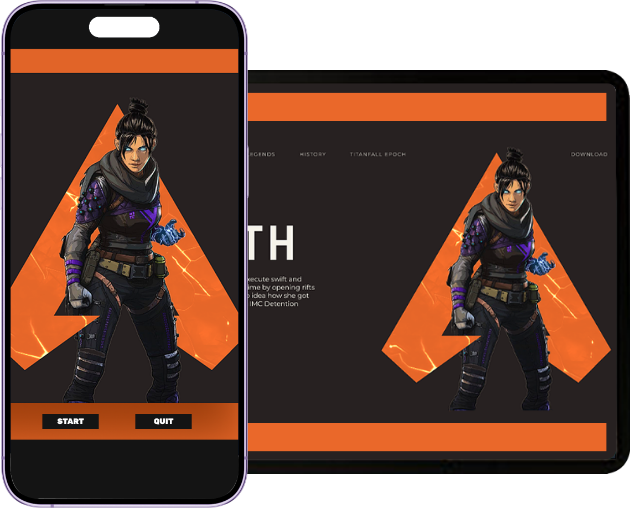 START
QUIT
EGENDS
HISTORY
TITANFALL EPOCH
DOWNLOAD
TH
xecute swift and
ime by opening rifts
idea how she got
IMC Detention